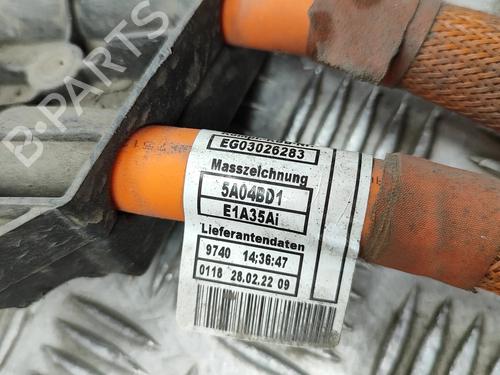 EG03026283
Masszeichnung
5A04BD1
E1A35Ai
Lieferantendaten
9740 14:36:47
0118 28.02.22 09
PARTS